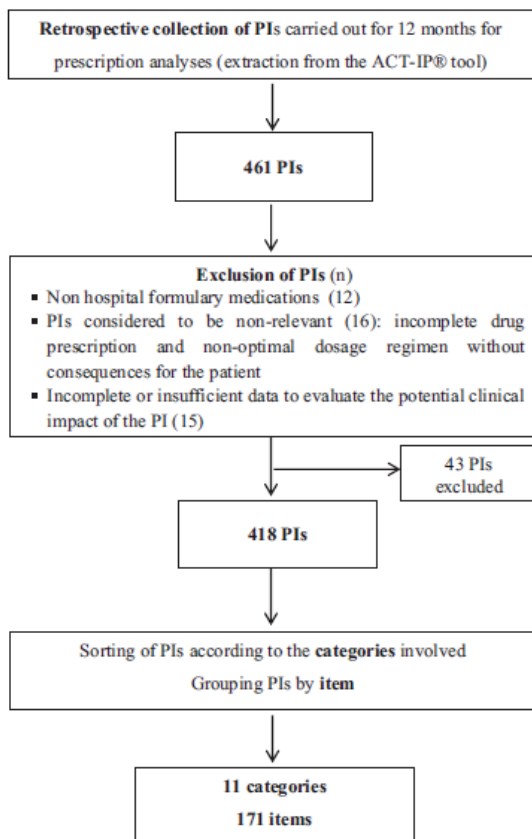 Retrospective collection of PIs carried out for 12 months for
prescription analyses (extraction from the ACT-IP® tool)
461 PIs
Exclusion of PIs (n)
▪ Non hospital formulary medications (12)
▪ PIs considered to be non-relevant (16): incomplete drug
prescription and non-optimal dosage regimen without
consequences for the patient
▪ Incomplete or insufficient data to evaluate the potential clinical
impact of the PI (15)
43 PIs
excluded
418 PIs
Sorting of PIs according to the categories involved
Grouping PIs by item
11 categories
171 items